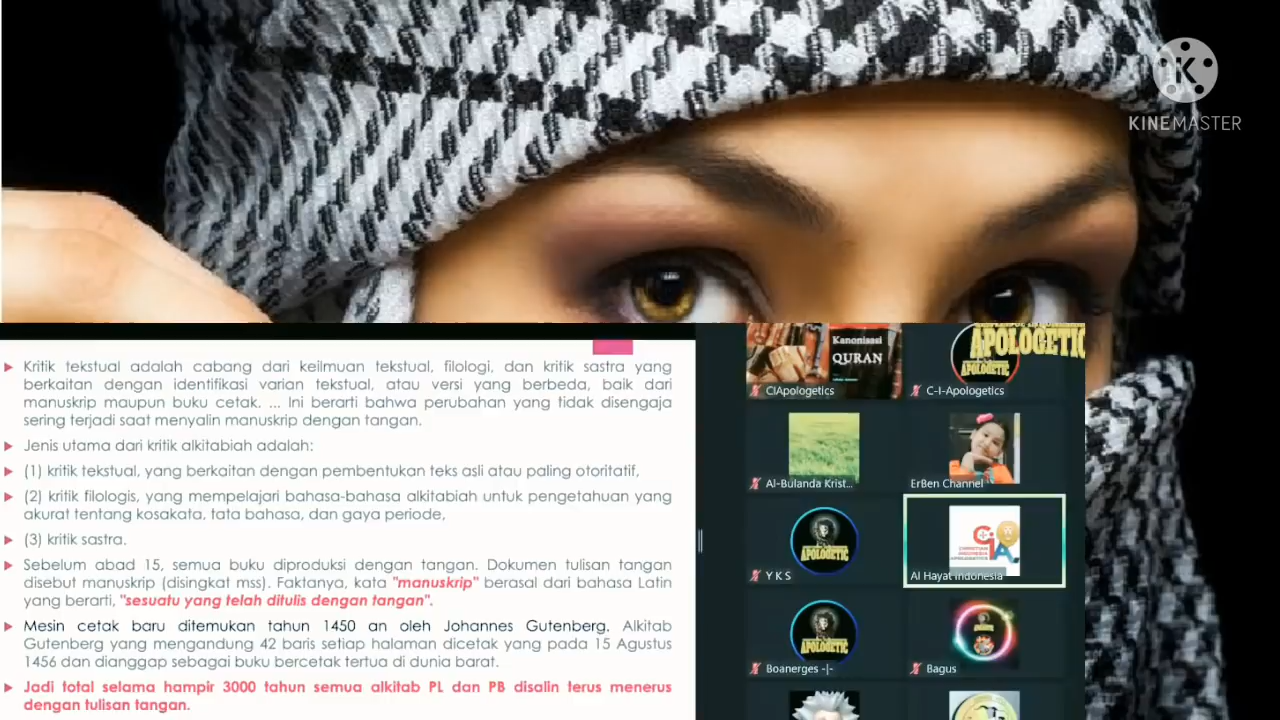 KINEMASTER
Kritik tekstual adalah cabang dari keilmuan tekstual, filologi, dan kritik sastra yang
berkaitan dengan identifikasi varian tekstual, atau versi yang berbeda, baik dari
manuskrip maupun buku cetak. ... Ini berarti bahwa perubahan yang tidak disengaja
sering terjadi saat menyalin manuskrip dengan tangan.
Jenis utama dari kritik alkitabiah adalah:
(1) kritik tekstual, yang berkaitan dengan pembentukan teks asli atau paling otoritatif,
(2) kritik filologis, yang mempelajari bahasa-bahasa alkitabiah untuk pengetahuan yang
akurat tentang kosakata, tata bahasa, dan gaya periode,
(3) kritik sastra.
Sebelum abad 15, semua buku diproduksi dengan tangan. Dokumen tulisan tangan
disebut manuskrip (disingkat ms). Faktanya, kata "manuskrip" berasal dari bahasa Latin
yang berarti, "sesuatu yang telah ditulis dengan tangan".
Mesin cetak baru ditemukan tahun 1450 an oleh Johannes Gutenberg. Alkitab
Gutenberg yang mengandung 42 baris setiap halaman dicetak yang pada 15 Agustus
1456 dan dianggap sebagai buku bercetak tertua di dunia barat.
Jadi total selama hampir 3000 tahun semua alkitab PL dan PB disalin terus menerus
dengan tulisan tangan.
Kanonisasi
QURAN
CIApologetics
APOLOGETIC
APOLOGETIC
C-I-Apologetics
Al-Bulanda Krist...
ErBen Channel
APOLOGETIC
Y K S
CHRISTIAN
INDONESIA
APOLOGETICS
Al Hayat Indonesia
APOLOGETIC
Boanerges -|-
Bagus